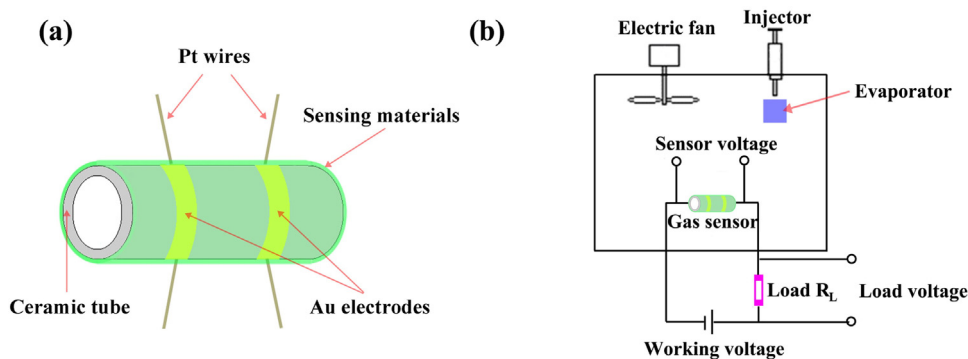 (a)
Pt wires
Sensing materials
Ceramic tube
Au electrodes
(b)
Electric fan
Injector
Evaporator
Sensor voltage
Gas sensor
Load RL
Load voltage
Working voltage